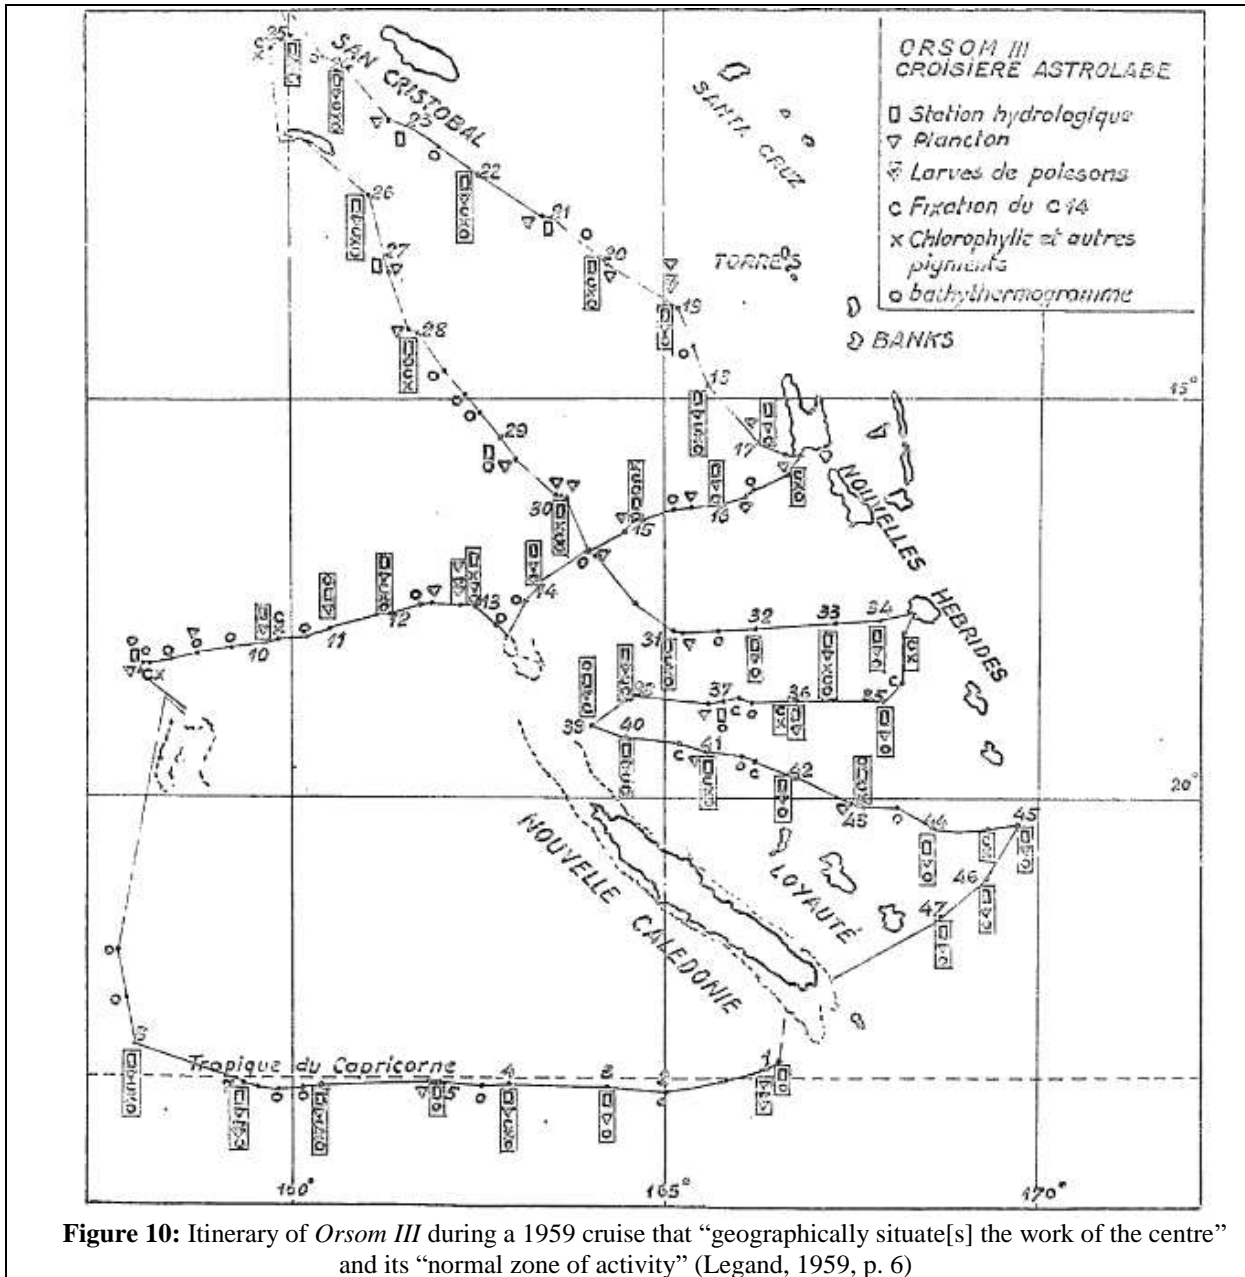 ORSOM III
CROISIERE ASTROLABE
Station hydrologique
Plancton
Larves de poissons
c Fixation du C14
x Chlorophylle et autres
pigments
o bathythermogramme
SAN CRISTOBAL
SANTA CRUZ
TORRES
BANKS
NOUVELLES HEBRIDES
NOUVELLE CALEDONIE
LOYAUTÉ
Tropique du Capricorne
15°
20°
160°
165°
170°
25
23
22
21
20
19
18
17
26
27
28
29
30
16
15
14
13
12
11
10
31
32
33
34
35
36
37
39
40
41
42
44
45
46
47
1
2
4
5
Figure 10: Itinerary of Orsom III during a 1959 cruise that “geographically situate[s] the work of the centre”
and its “normal zone of activity” (Legand, 1959, p. 6)